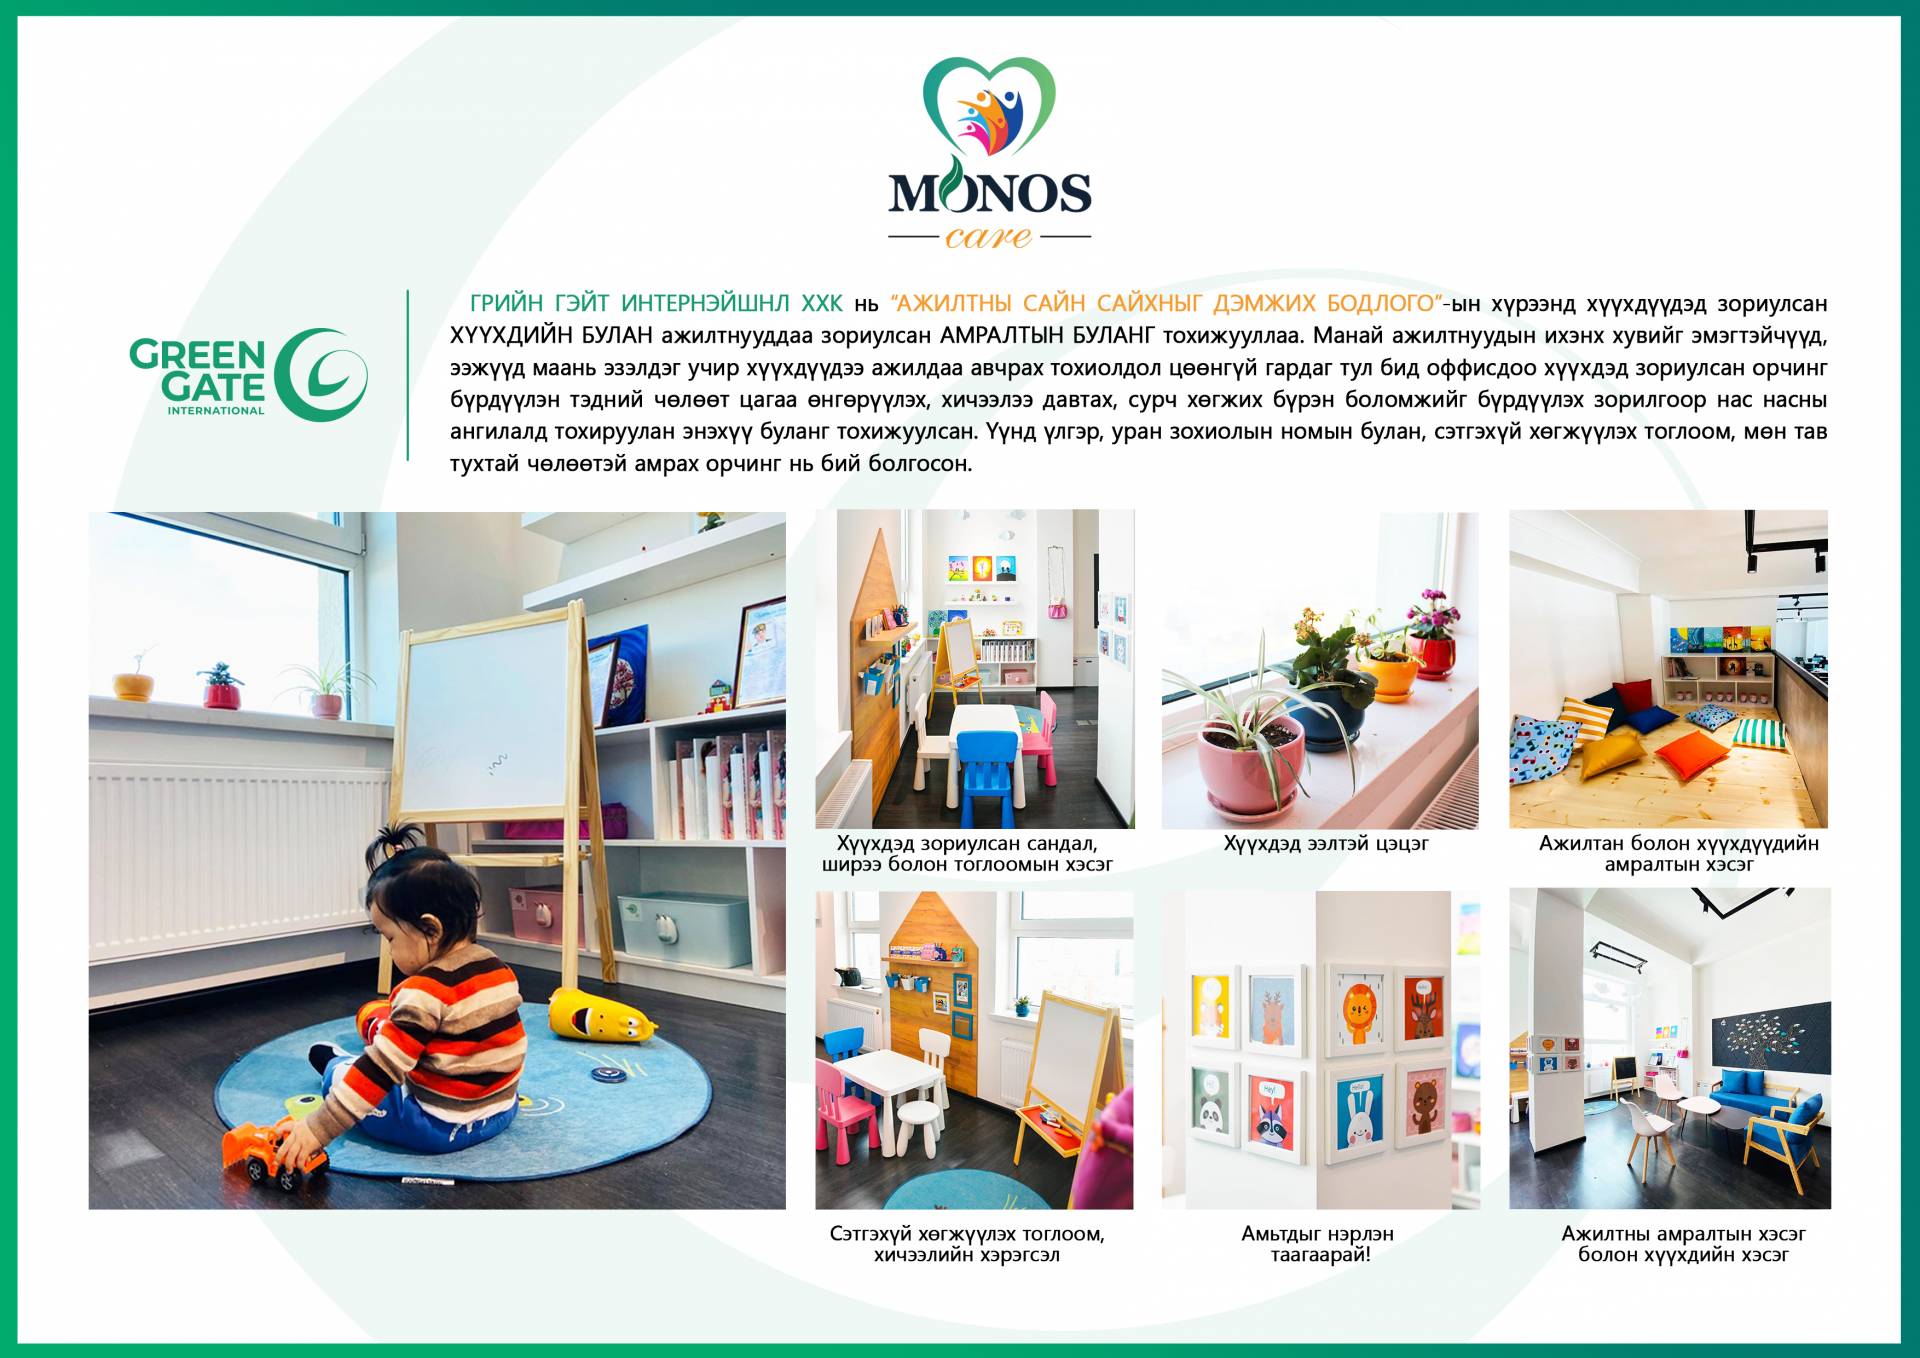 MONOS
care
ГРИЙН ГЭЙТ ИНТЕРНЭЙШНЛ ХХК нь “АЖИЛТНЫ САЙН САЙХНЫГ ДЭМЖИХ БОДЛОГО”-ын хүрээнд хүүхдүүдэд зориулсан
ХҮҮХДИЙН БУЛАН ажилтнууддаа зориулсан АМРАЛТЫН БУЛАНГ тохижууллаа. Манай ажилтнуудын ихэнх хувийг эмэгтэйчүүд,
ээжүүд маань эзэлдэг учир хүүхдүүдээ ажилдаа авчрах тохиолдол цөөнгүй гардаг тул бид оффисдоо хүүхдэд зориулсан орчинг
бүрдүүлэн тэдний чөлөөт цагаа өнгөрүүлэх, хичээлээ давтах, сурч хөгжих бүрэн боломжийг бүрдүүлэх зорилгоор нас насны
ангилалд тохируулан энэхүү буланг тохижуулсан. Үүнд үлгэр, уран зохиолын номын булан, сэтгэхүй хөгжүүлэх тоглоом, мөн тав
тухтай чөлөөтэй амрах орчинг нь бий болгосон.
GREEN
GATE
INTERNATIONAL
Хүүхдэд зориулсан сандал,
ширээ болон тоглоомын хэсэг
Хүүхдэд ээлтэй цэцэг
Ажилтан болон хүүхдүүдийн
амралтын хэсэг
Hello!
Hey!
Сэтгэхүй хөгжүүлэх тоглоом,
хичээлийн хэрэгсэл
Амьтдыг нэрлэн
таагаарай!
Ажилтны амралтын хэсэг
болон хүүхдийн хэсэг